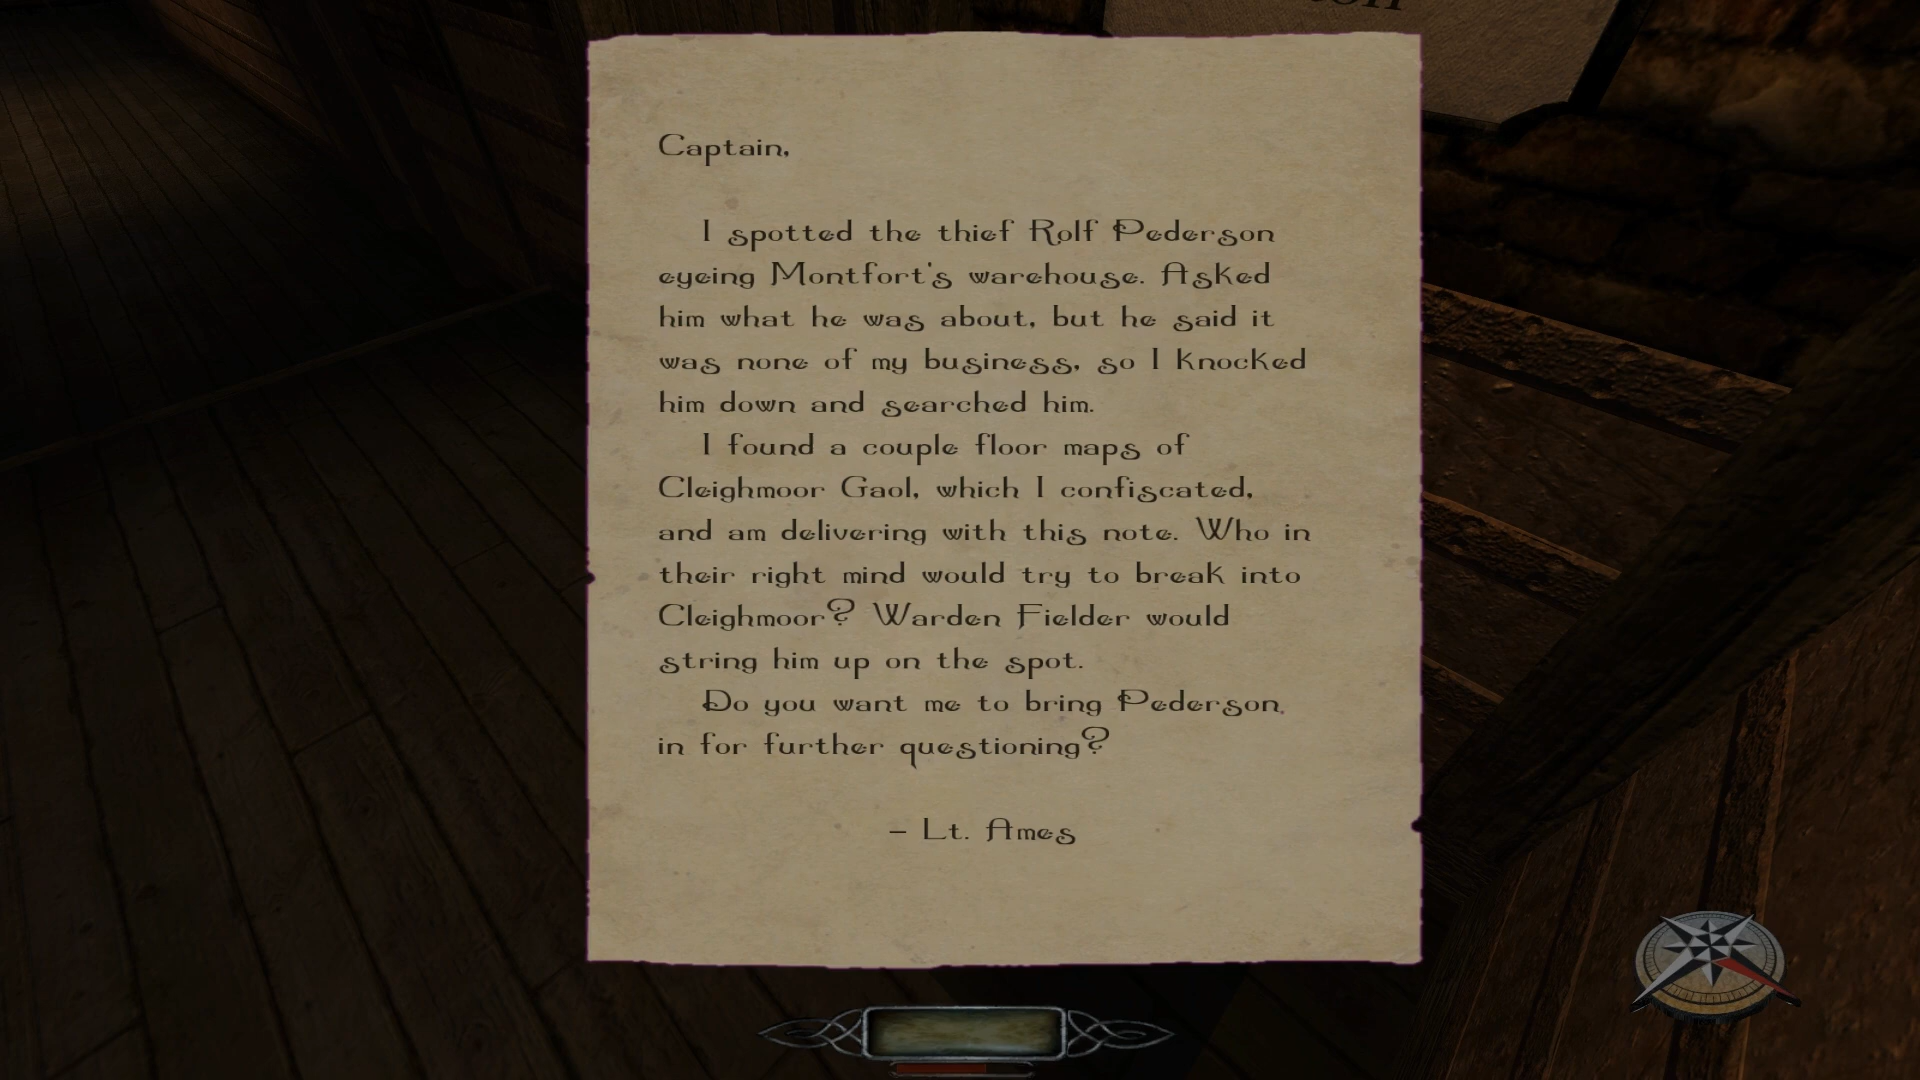 Captain,
I spotted the thief Rolf Pederson
eyeing Montfort's warehouse. Asked
him what he was about, but he said it
was none of my business, so I knocked
him down and searched him.
I found a couple floor maps of
Cleighmoor Gaol, which I confiscated,
and am delivering with this note. Who in
their right mind would try to break into
Cleighmoor? Warden Fielder would
string him up on the spot.
Do you want me to bring Pederson,
in for further questioning?
– Lt. Ames